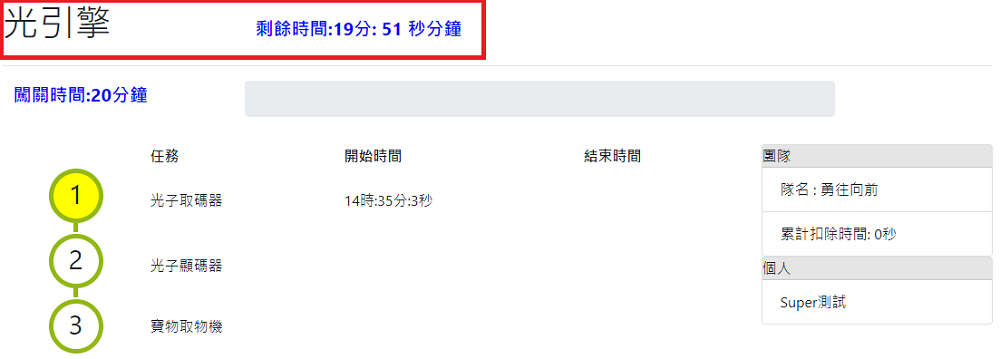 光引擎 剩餘時間:19分: 51 秒分鐘
闖關時間:20分鐘
任務 開始時間 結束時間 團隊
1 光子取碼器 14時:35分:3秒 隊名 : 勇往向前
累計扣除時間: 0秒
2 光子顯碼器 個人
Super測試
3 寶物取物機